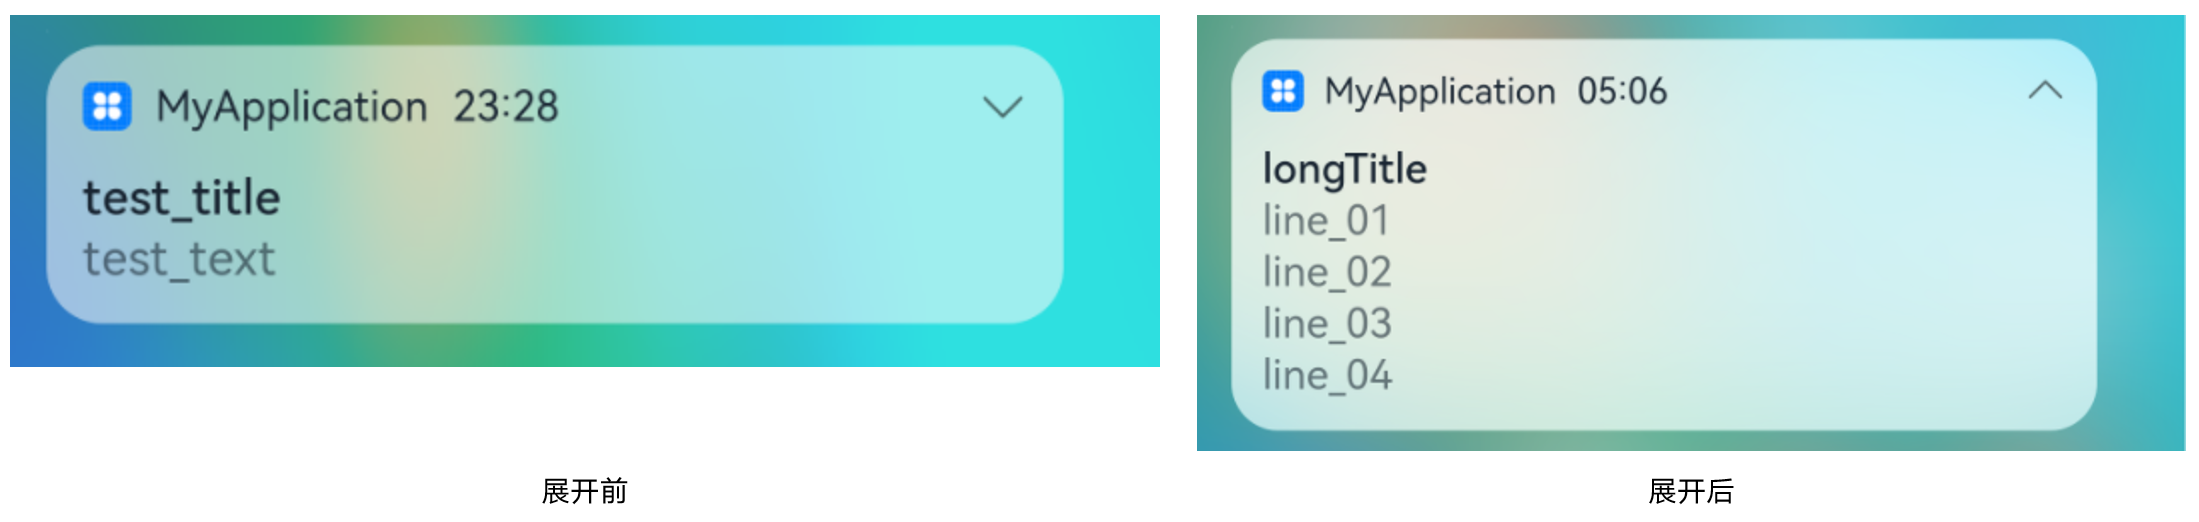 MyApplication 23:28
test_title
test_text
展开前
MyApplication 05:06
longTitle
line_01
line_02
line_03
line_04
展开后